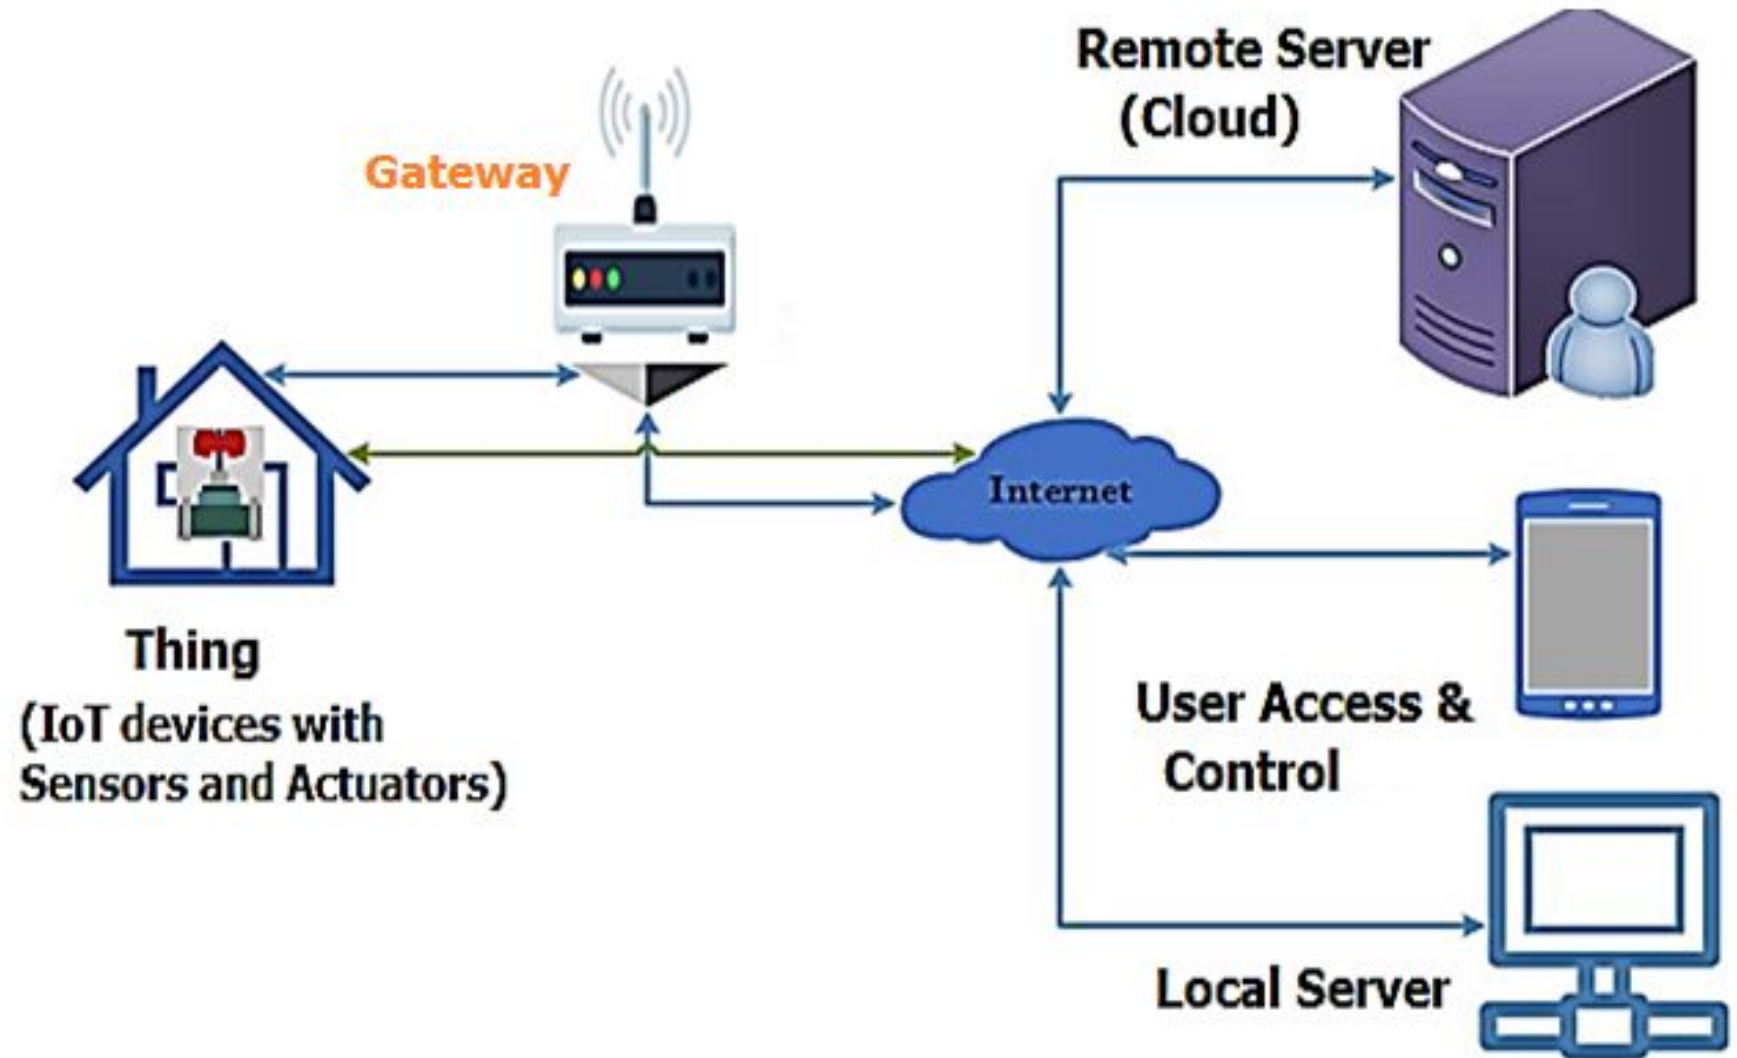 Remote Server
(Cloud)
Gateway
Internet
Thing
(IoT devices with
Sensors and Actuators)
User Access &
Control
Local Server